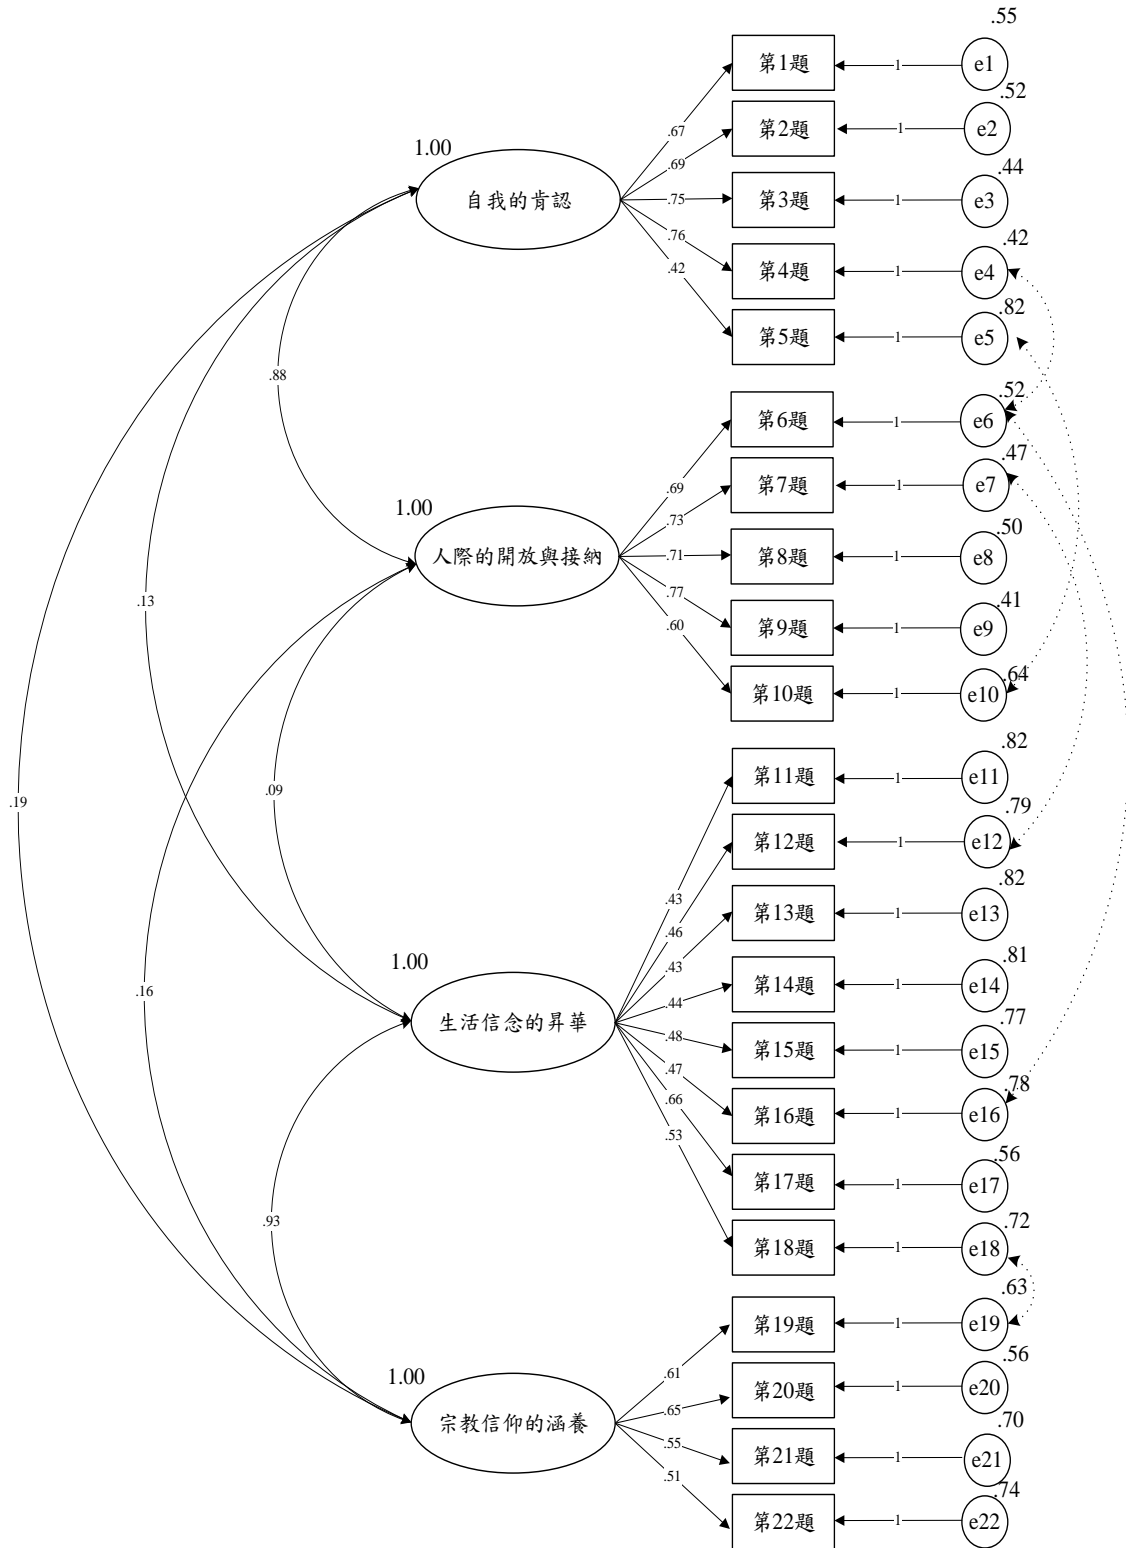 .55
第1題
1
e1
.52
第2題
1
e2
.67
1.00
.69
.44
自我的肯認
.75
第3題
1
e3
.76
.42
第4題
1
e4
.42
.82
第5題
1
e5
.88
.52
第6題
1
e6
.69
.47
第7題
1
e7
1.00
.73
.50
人際的開放與接納
.71
第8題
1
e8
.77
.41
.13
第9題
1
e9
.60
.64
第10題
1
e10
.82
第11題
1
e11
.09
.19
.79
第12題
1
e12
.43
.82
第13題
1
e13
.46
.43
1.00
.81
.16
第14題
1
e14
.44
生活信念的昇華
.48
.77
第15題
1
e15
.47
.78
第16題
1
e16
.66
.53
.56
第17題
1
e17
.93
.72
第18題
1
e18
.63
第19題
1
e19
1.00
.61
.56
第20題
1
e20
.65
宗教信仰的涵養
.55
.70
第21題
1
e21
.51
.74
第22題
1
e22